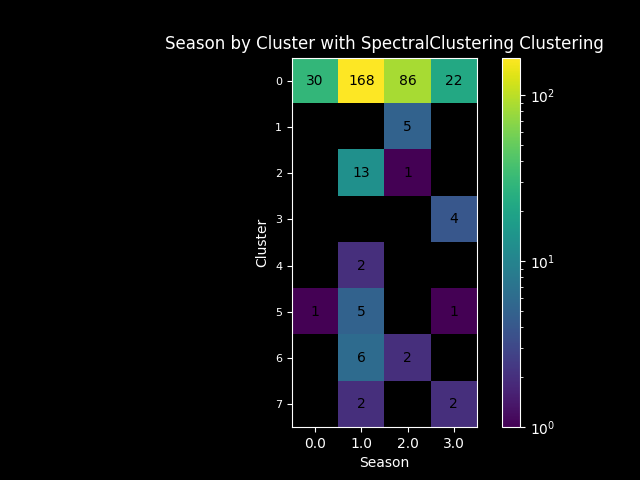 Season by Cluster with SpectralClustering Clustering
0 30 168 86 22
1 5
2 13 1
3 4
4 2
5 1 5 1
6 6 2
7 2 2
0.0 1.0 2.0 3.0
Season
Cluster
10²
10¹
10⁰